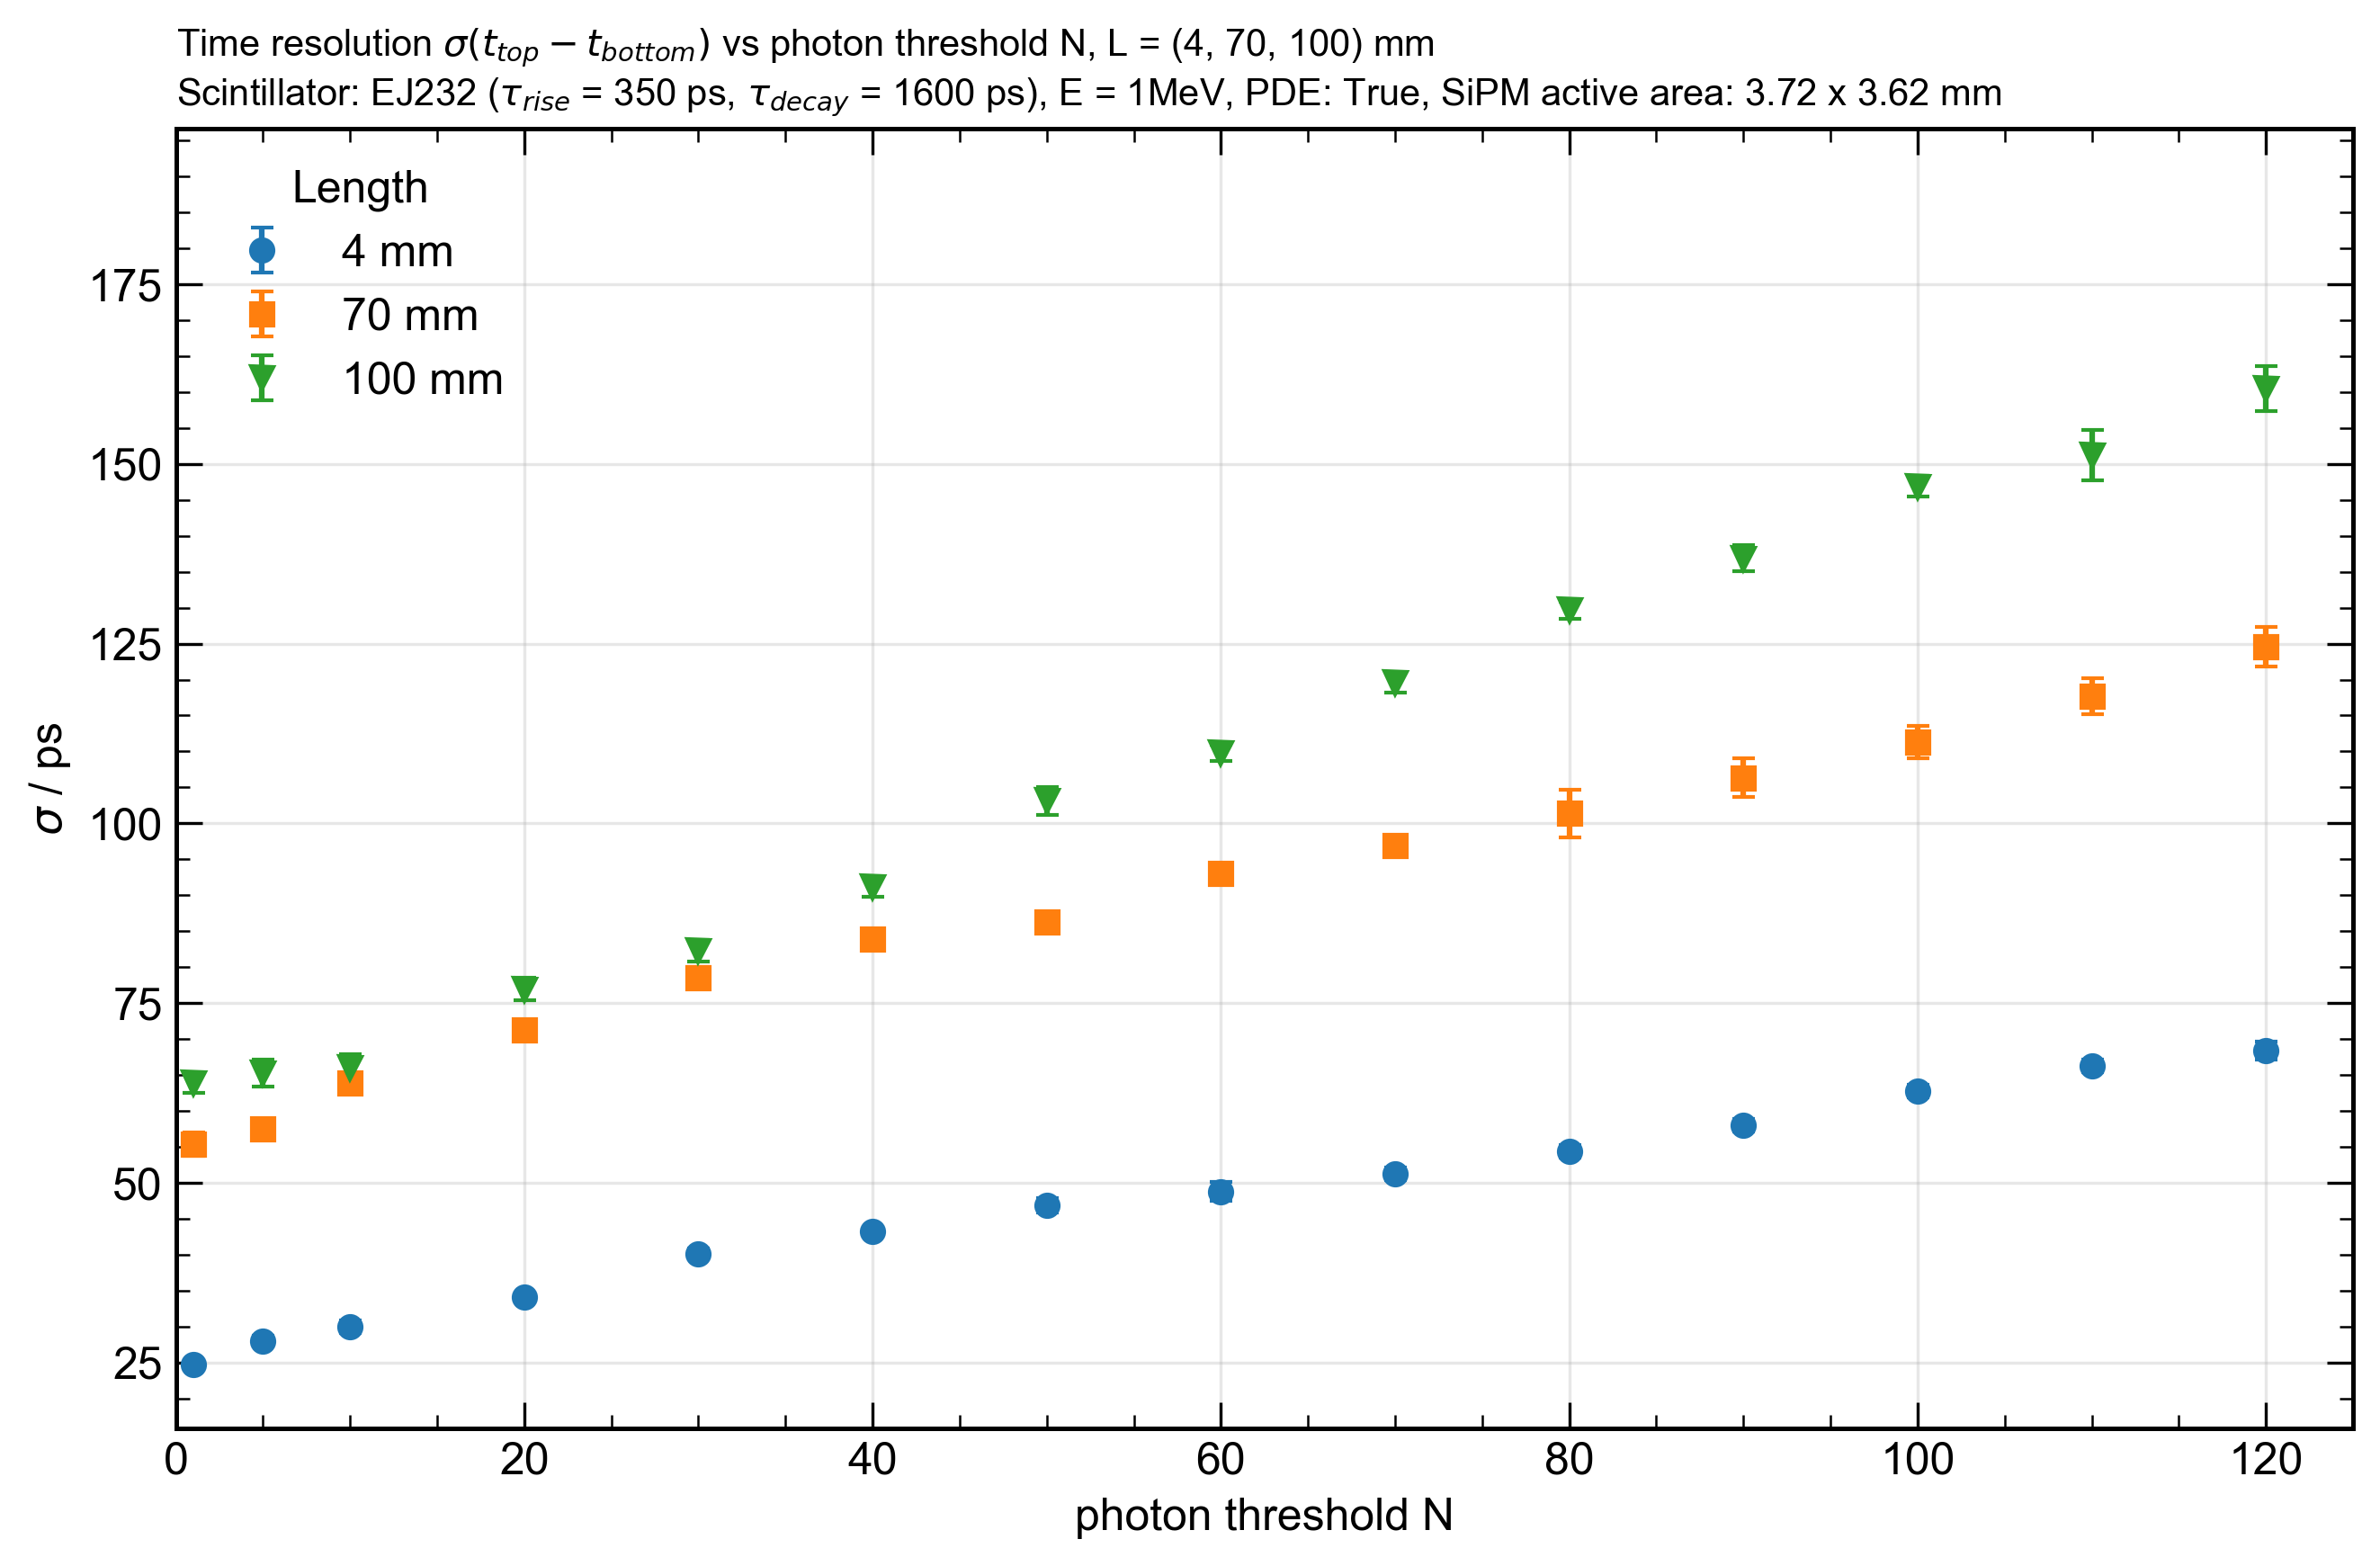 Time resolution σ(t_top − t_bottom) vs photon threshold N, L = (4, 70, 100) mm
Scintillator: EJ232 (τ_rise = 350 ps, τ_decay = 1600 ps), E = 1MeV, PDE: True, SiPM active area: 3.72 x 3.62 mm
Length
4 mm
70 mm
100 mm
175
150
125
100
75
50
25
σ / ps
0 20 40 60 80 100 120
photon threshold N